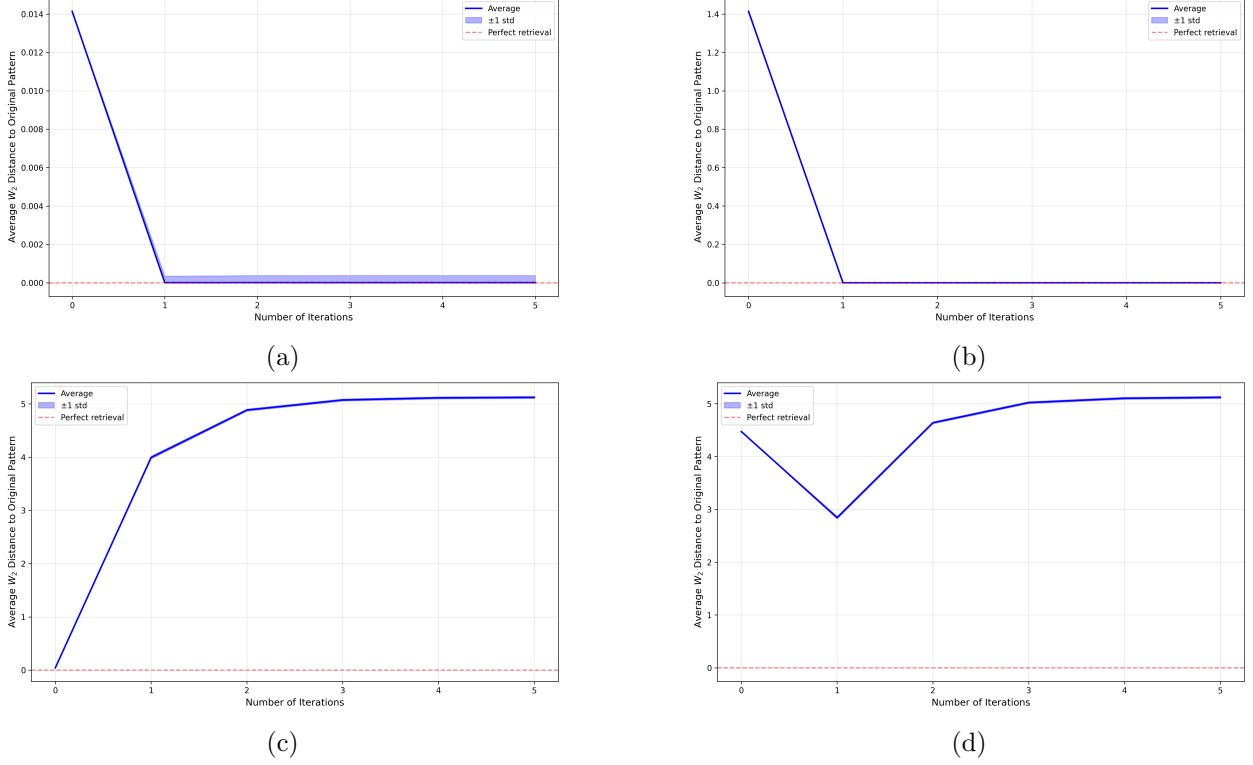 0.014
0.012
0.010
0.008
0.006
0.004
0.002
0.000
Average W₂ Distance to Original Pattern
0 1 2 3 4 5
Number of Iterations
Average
±1 std
Perfect retrieval
(a)
1.4
1.2
1.0
0.8
0.6
0.4
0.2
0.0
Average W₂ Distance to Original Pattern
0 1 2 3 4 5
Number of Iterations
Average
±1 std
Perfect retrieval
(b)
5
4
3
2
1
0
Average W₂ Distance to Original Pattern
0 1 2 3 4 5
Number of Iterations
Average
±1 std
Perfect retrieval
(c)
5
4
3
2
1
0
Average W₂ Distance to Original Pattern
0 1 2 3 4 5
Number of Iterations
Average
±1 std
Perfect retrieval
(d)